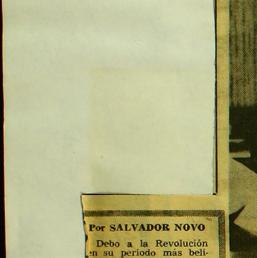 Por SALVADOR NOVO
Debo a la Revolución
en su periodo más beli-